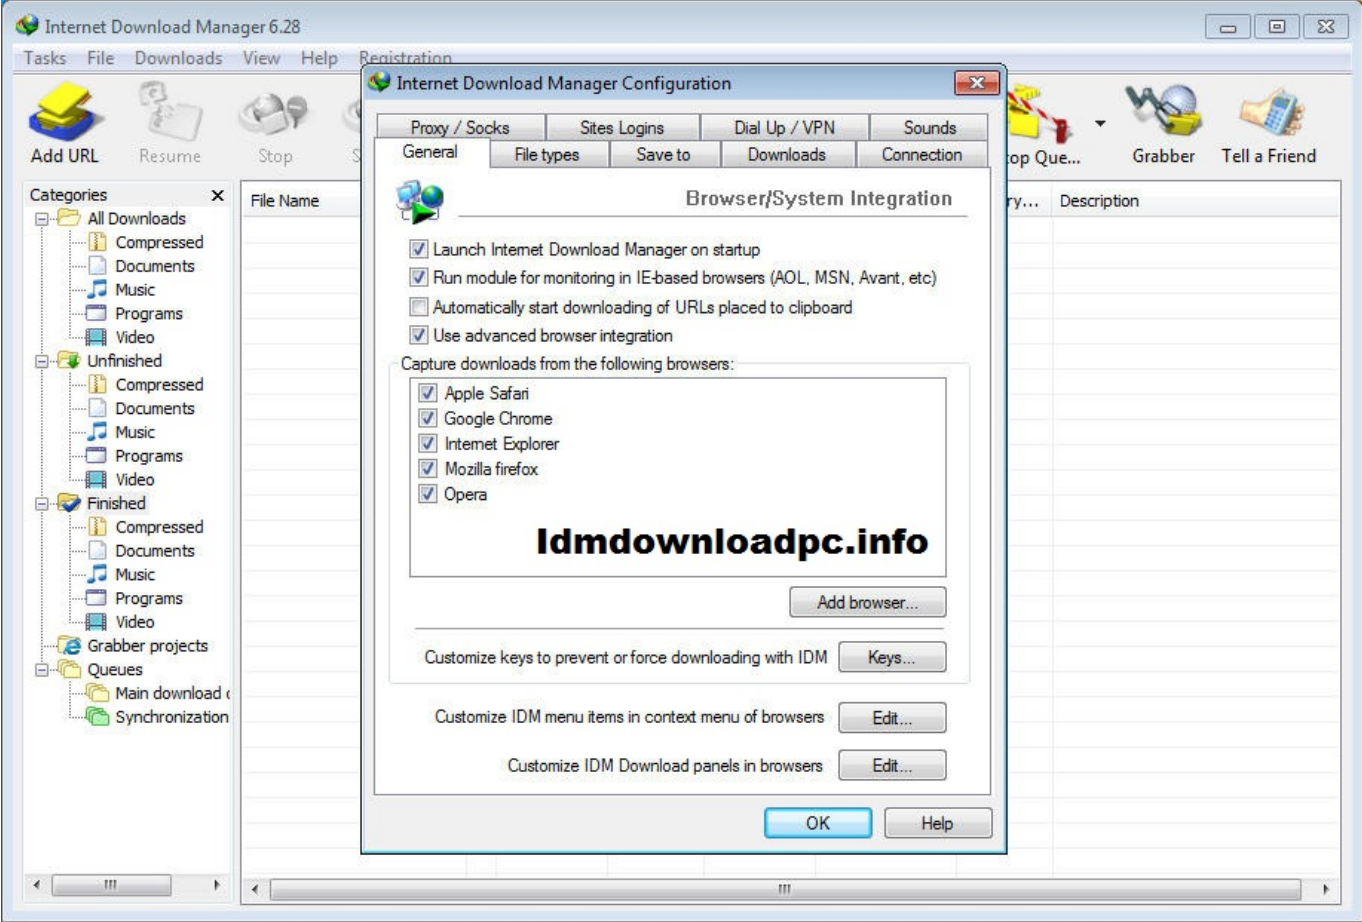 Internet Download Manager 6.28
Tasks File Downloads View Help Registration
Add URL Resume Stop S
Que... Grabber Tell a Friend
Categories
All Downloads
Compressed
Documents
Music
Programs
Video
Unfinished
Compressed
Documents
Music
Programs
Video
Finished
Compressed
Documents
Music
Programs
Video
Grabber projects
Queues
Main download
Synchronization
File Name
ry... Description
Internet Download Manager Configuration
Proxy / Socks Sites Logins Dial Up / VPN Sounds
General File types Save to Downloads Connection
Browser/System Integration
Launch Internet Download Manager on startup
Run module for monitoring in IE-based browsers (AOL, MSN, Avant, etc)
Automatically start downloading of URLs placed to clipboard
Use advanced browser integration
Capture downloads from the following browsers:
Apple Safari
Google Chrome
Internet Explorer
Mozilla firefox
Opera
Idmdownloadpc.info
Add browser...
Customize keys to prevent or force downloading with IDM Keys...
Customize IDM menu items in context menu of browsers Edit...
Customize IDM Download panels in browsers Edit...
OK Help